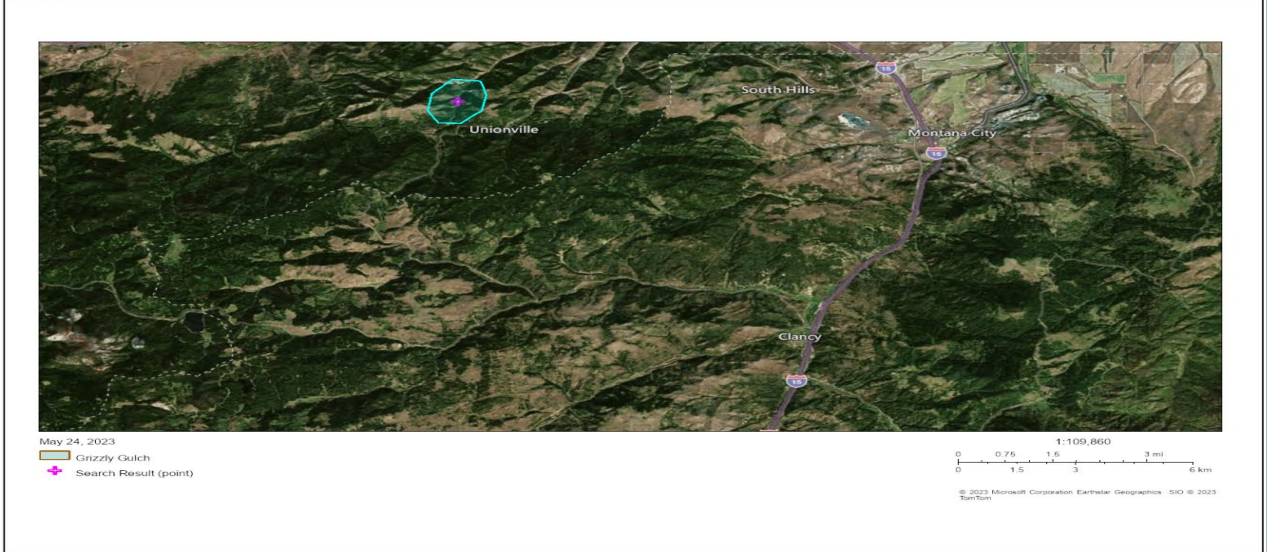 15
South Hills
Unionville
Montana City
15
Clancy
15
May 24, 2023
1:109,860
Grizzly Gulch
Search Result (point)
0 0.75 1.5 3 mi
0 1.5 3 6 km
© 2023 Microsoft Corporation Earthstar Geographics SIO © 2023
TomTom